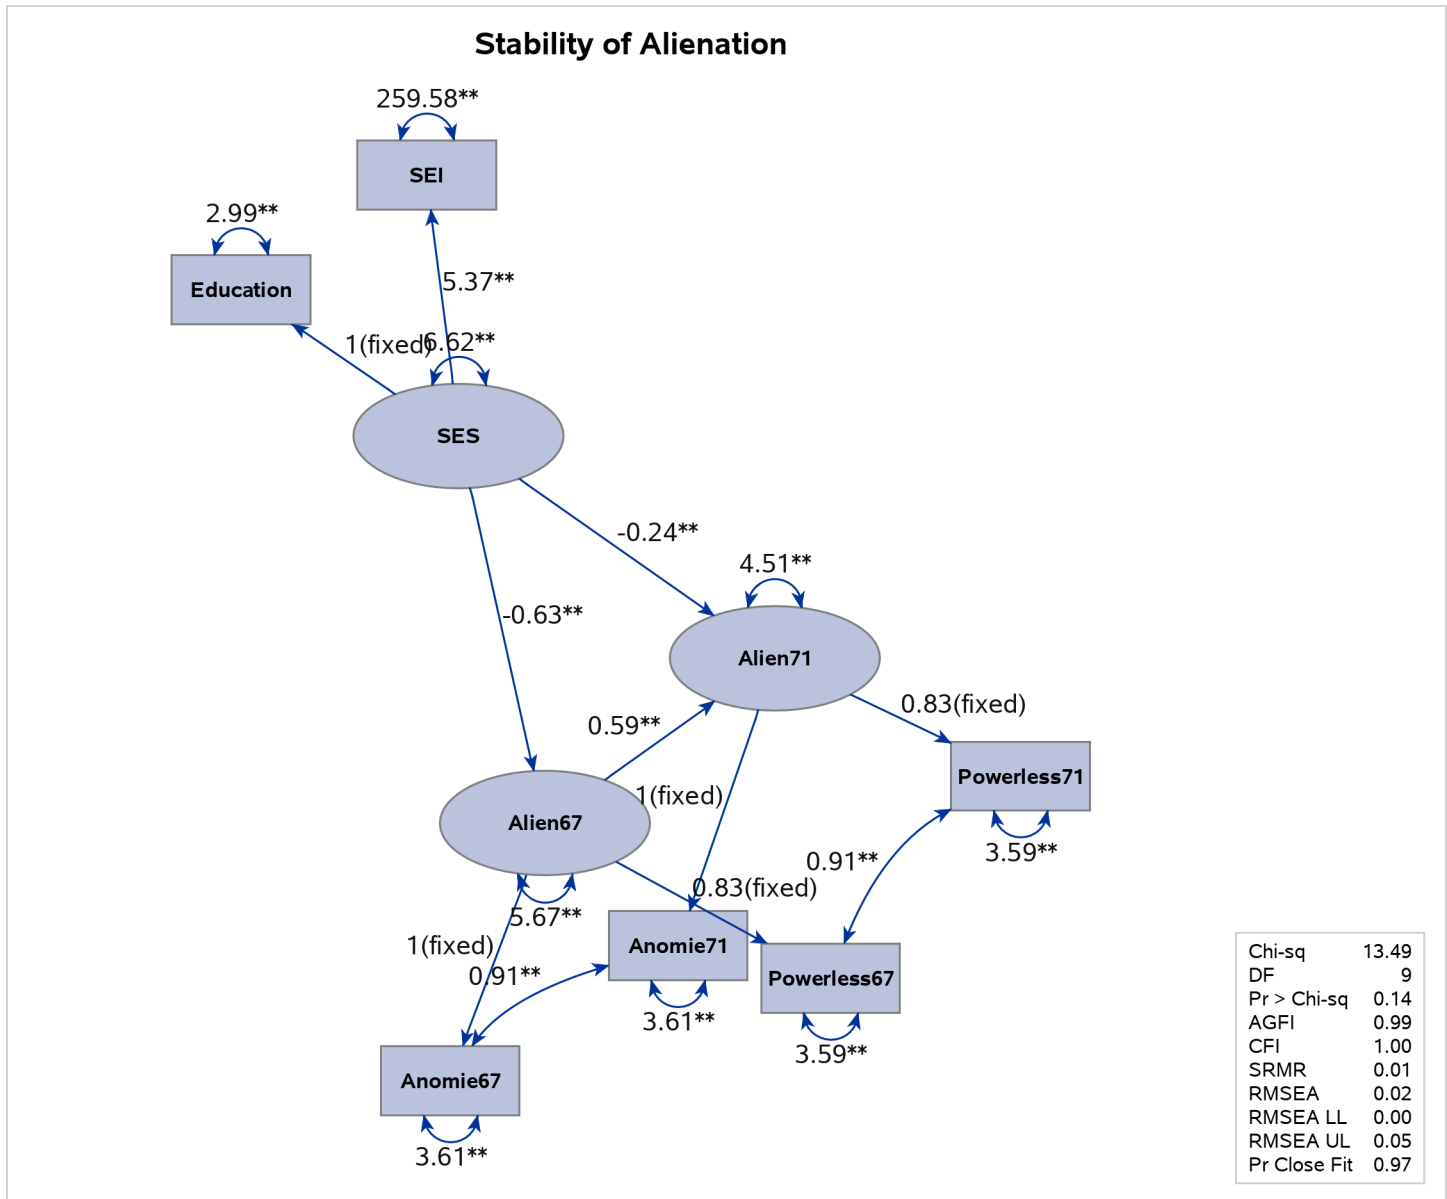 Stability of Alienation
259.58**
SEI
2.99**
Education
5.37**
1(fixed)
6.62**
SES
-0.24**
4.51**
-0.63**
Alien71
0.83(fixed)
0.59**
Powerless71
1(fixed)
Alien67
3.59**
0.91**
0.83(fixed)
5.67**
1(fixed)
Anomie71
0.91**
Powerless67
3.61**
3.59**
Anomie67
3.61**
Chi-sq 13.49
DF 9
Pr > Chi-sq 0.14
AGFI 0.99
CFI 1.00
SRMR 0.01
RMSEA 0.02
RMSEA LL 0.00
RMSEA UL 0.05
Pr Close Fit 0.97